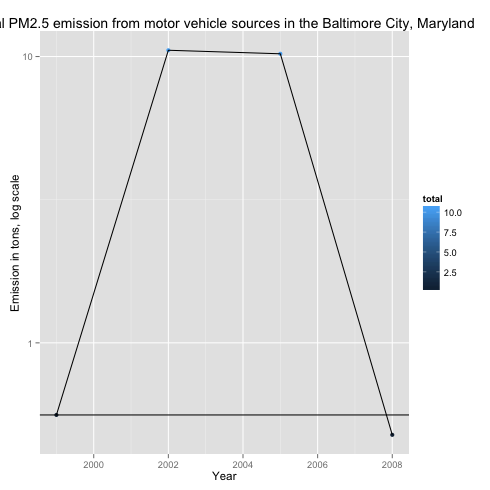 PM2.5 emission from motor vehicle sources in the Baltimore City, Maryland
10
1
Emission in tons, log scale
2000 2002 2004 2006 2008
Year
total
10.0
7.5
5.0
2.5